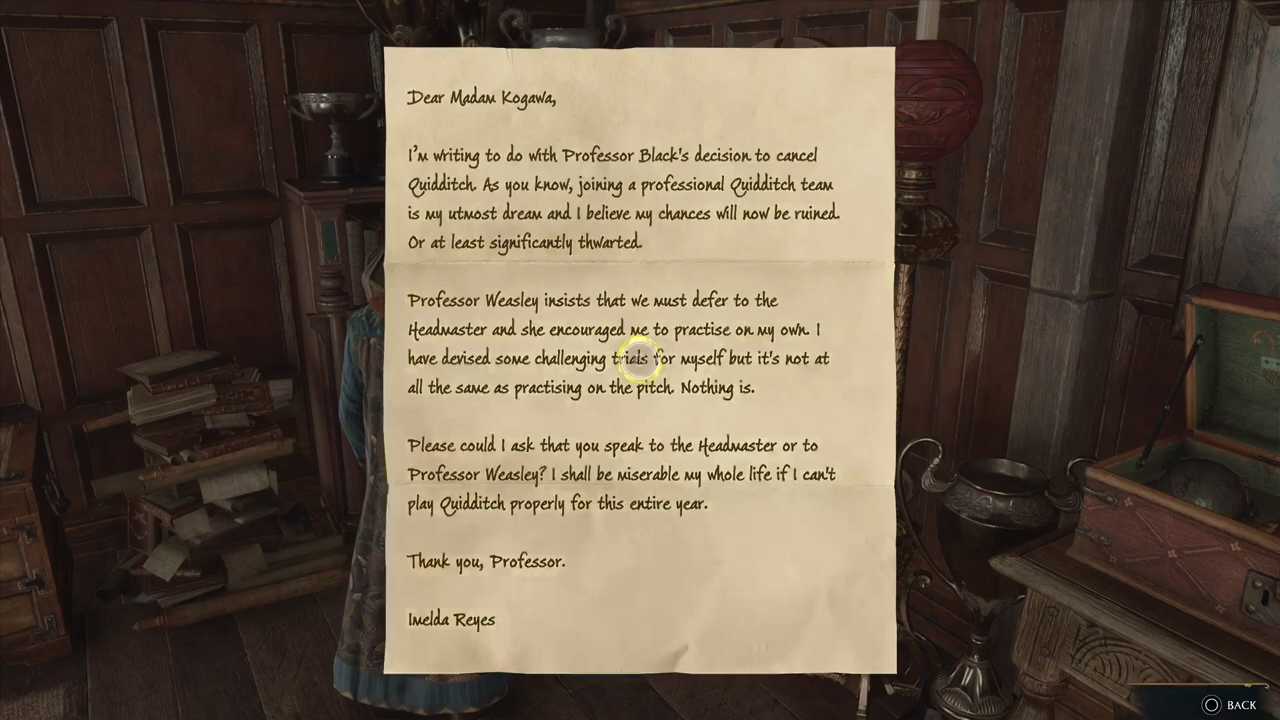 Dear Madam Kogawa,
I'm writing to do with Professor Black's decision to cancel
Quidditch. As you know, joining a professional Quidditch team
is my utmost dream and I believe my chances will now be ruined.
Or at least significantly thwarted.
Professor Weasley insists that we must defer to the
Headmaster and she encouraged me to practise on my own. I
have devised some challenging trials for myself but it's not at
all the same as practising on the pitch. Nothing is.
Please could I ask that you speak to the Headmaster or to
Professor Weasley? I shall be miserable my whole life if I can't
play Quidditch properly for this entire year.
Thank you, Professor.
Imelda Reyes
BACK